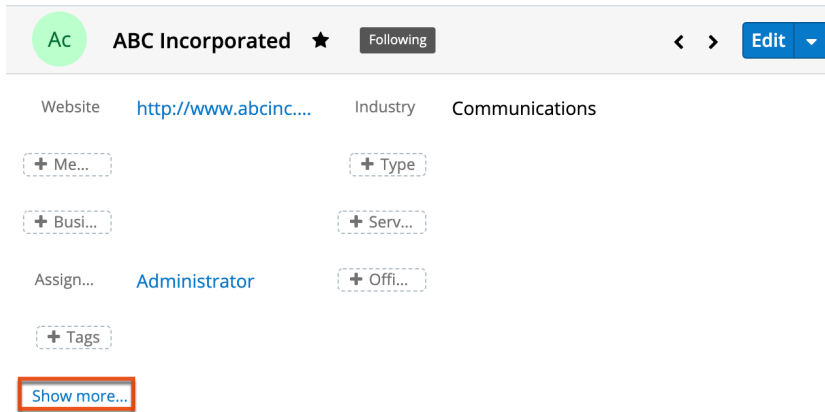 Ac ABC Incorporated Following Edit
Website http://www.abcinc.... Industry Communications
+ Me... + Type
+ Busi... + Serv...
Assign... Administrator + Offi...
+ Tags
Show more...